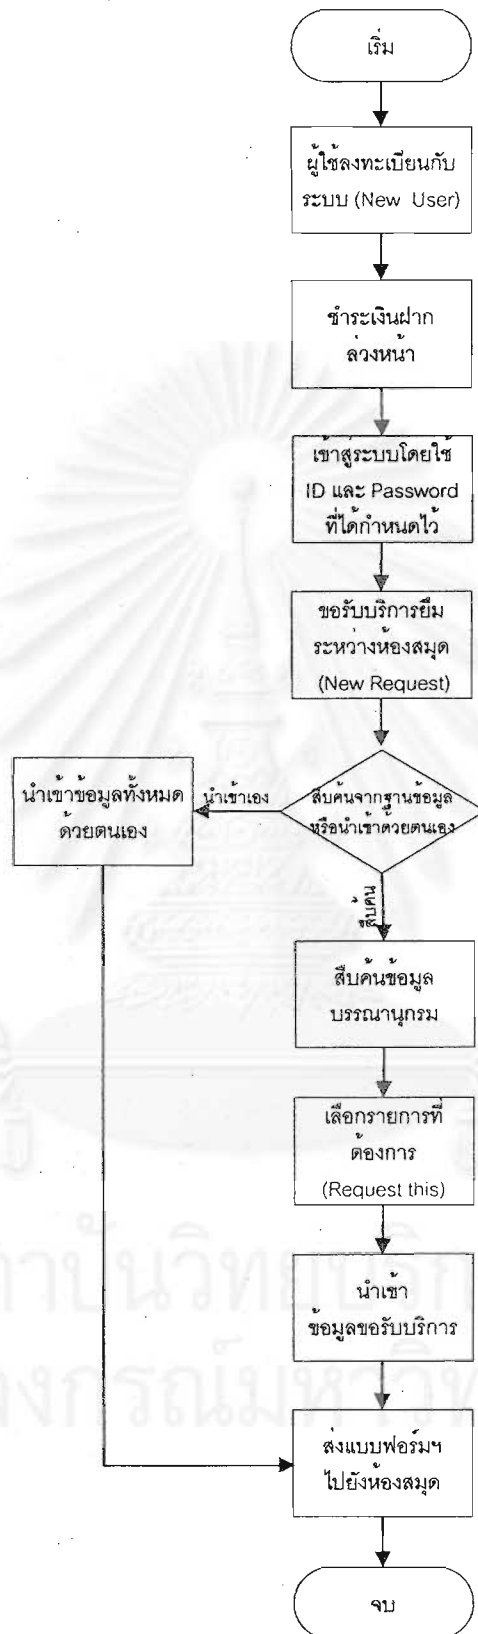 เริ่ม
ผู้ใช้ลงทะเบียนกับ
ระบบ (New User)
ชำระเงินฝาก
ล่วงหน้า
เข้าสู่ระบบโดยใช้
ID และ Password
ที่ได้กำหนดไว้
ขอรับบริการยืม
ระหว่างห้องสมุด
(New Request)
สืบค้นจากฐานข้อมูล
หรือนำเข้าด้วยตนเอง
นำเข้าเอง
นำเข้าข้อมูลทั้งหมด
ด้วยตนเอง
สืบค้น
สืบค้นข้อมูล
บรรณานุกรม
เลือกรายการที่
ต้องการ
(Request this)
นำเข้า
ข้อมูลขอรับบริการ
ส่งแบบฟอร์มฯ
ไปยังห้องสมุด
จบ